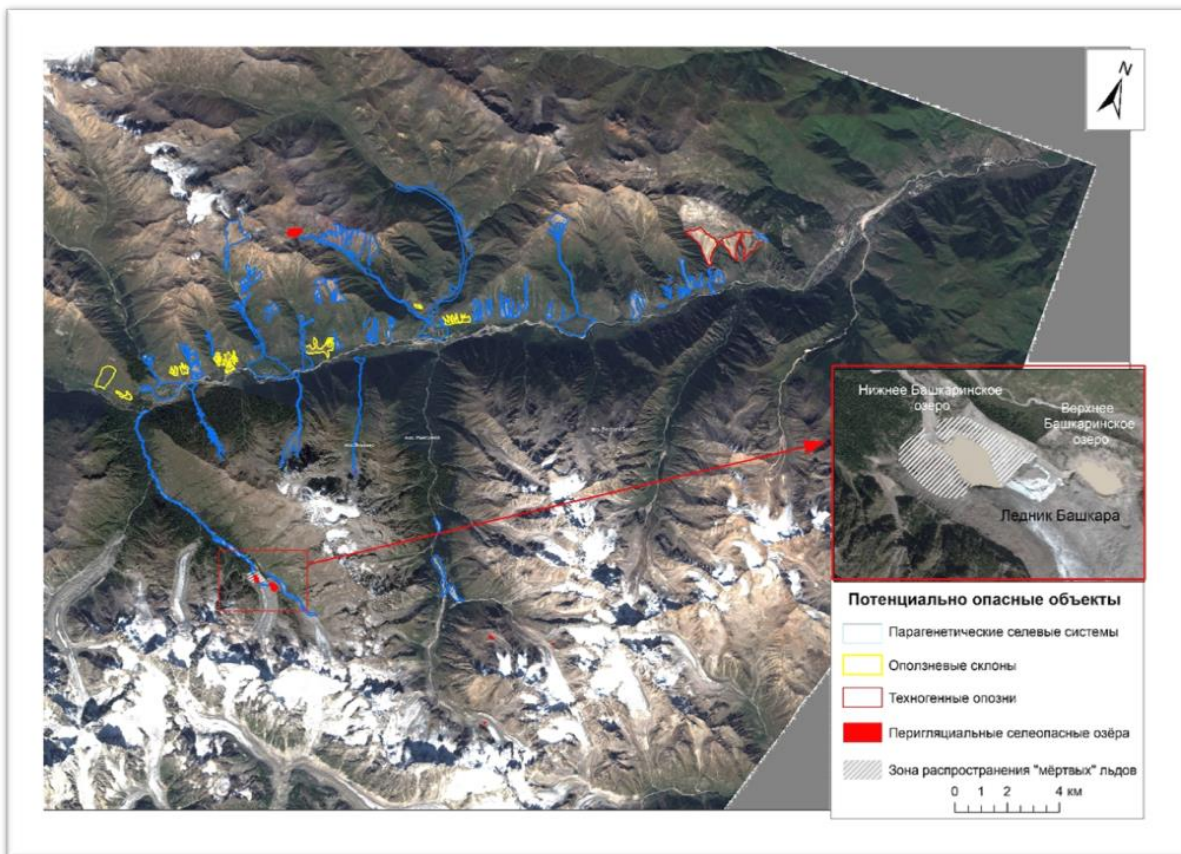 N
Нижнее Башкаринское
озеро
Верхнее
Башкаринское
озеро
Ледник Башкара
Потенциально опасные объекты
Парагенетические селевые системы
Оползневые склоны
Техногенные опозни
Перигляциальные селеопасные озёра
Зона распространения "мёртвых" льдов
0 1 2 4 км